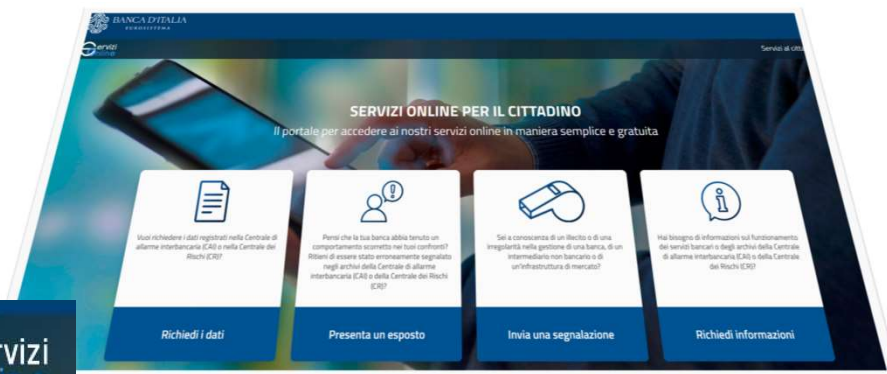 BANCA D'ITALIA
EUROSISTEMA
Servizi
online
Servizi al citta
SERVIZI ONLINE PER IL CITTADINO
Il portale per accedere ai nostri servizi online in maniera semplice e gratuita
Vuoi richiedere i dati registrati nella Centrale di
allarme interbancaria (CAI) o nella Centrale dei
Rischi (CR)?
Richiedi i dati
Pensi che la tua banca abbia tenuto un
comportamento scorretto nei tuoi confronti?
Ritieni di essere stato erroneamente segnalato
negli archivi della Centrale di allarme
interbancaria (CAI) o della Centrale dei Rischi
(CR)?
Presenta un esposto
Sei a conoscenza di un illecito o di una
irregolarità nella gestione di una banca, di un
intermediario non bancario o di
un'infrastruttura di mercato?
Invia una segnalazione
Hai bisogno di informazioni sul funzionamento
dei servizi bancari o degli archivi della Centrale
di allarme interbancaria (CAI) o della Centrale
dei Rischi (CR)?
Richiedi informazioni
rvizi